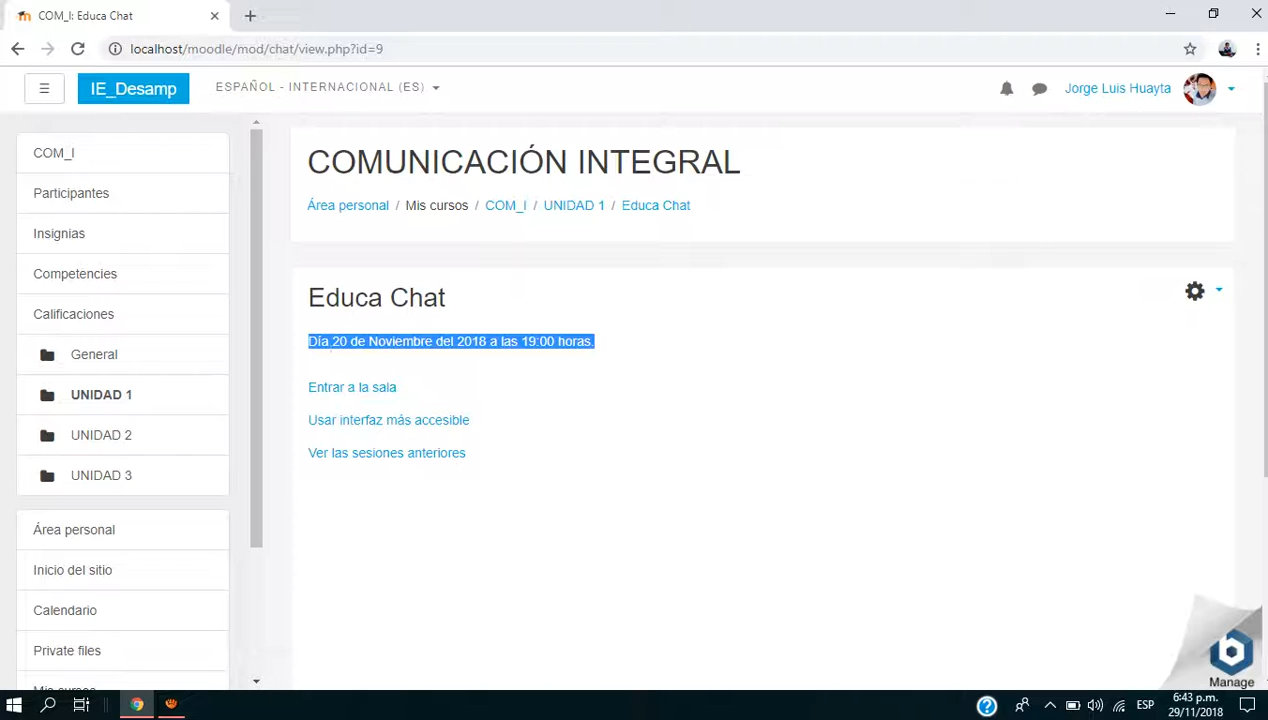 COM_I: Educa Chat
localhost/moodle/mod/chat/view.php?id=9
IE_Desamp
ESPAÑOL - INTERNACIONAL (ES)
Jorge Luis Huayta
COM_I
Participantes
Insignias
Competencies
Calificaciones
General
UNIDAD 1
UNIDAD 2
UNIDAD 3
Área personal
Inicio del sitio
Calendario
Private files
COMUNICACIÓN INTEGRAL
Área personal / Mis cursos / COM_I / UNIDAD 1 / Educa Chat
Educa Chat
Día 20 de Noviembre del 2018 a las 19:00 horas.
Entrar a la sala
Usar interfaz más accesible
Ver las sesiones anteriores
Manage
ESP
6:43 p.m.
29/11/2018